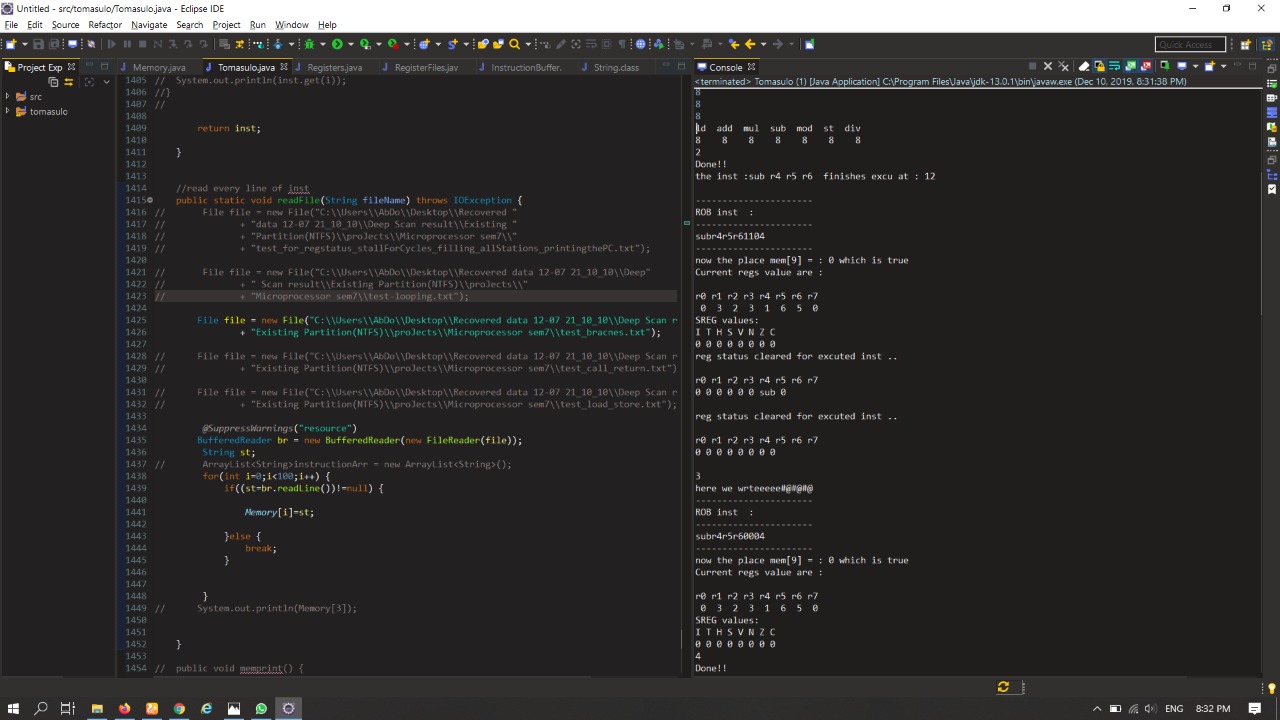 Untitled - src/tomasulo/Tomasulo.java - Eclipse IDE
File Edit Source Refactor Navigate Search Project Run Window Help
Quick Access
Project Exp
Memory.java Tomasulo.java Registers.java RegisterFiles.jav InstructionBuffer. String.class
Console
src
tomasulo
1405 // System.out.println(inst.get(i));
1406 //}
1407 //
1408
1409 return inst;
1410
1411 }
1412
1413
1414 //read every line of inst
1415 public static void readFile(String fileName) throws IOException {
1416 // File file = new File("C:\\Users\\AbDo\\Desktop\\Recovered "
1417 // + "data 12-07 21_10_10\\Deep Scan result\\Existing "
1418 // + "Partition(NTFS)\\proJects\\Microprocessor sem7\\"
1419 // + "test_for_regstatus_stallForCycles_filling_allStations_printingthePC.txt");
1420
1421 // File file = new File("C:\\Users\\AbDo\\Desktop\\Recovered data 12-07 21_10_10\\Deep"
1422 // + " Scan result\\Existing Partition(NTFS)\\proJects\\"
1423 // + "Microprocessor sem7\\test-looping.txt");
1424
1425 File file = new File("C:\\Users\\AbDo\\Desktop\\Recovered data 12-07 21_10_10\\Deep Scan r
1426 + "Existing Partition(NTFS)\\proJects\\Microprocessor sem7\\test_bracnes.txt");
1427
1428 // File file = new File("C:\\Users\\AbDo\\Desktop\\Recovered data 12-07 21_10_10\\Deep Scan r
1429 // + "Existing Partition(NTFS)\\proJects\\Microprocessor sem7\\test_call_return.txt")
1430
1431 // File file = new File("C:\\Users\\AbDo\\Desktop\\Recovered data 12-07 21_10_10\\Deep Scan r
1432 // + "Existing Partition(NTFS)\\proJects\\Microprocessor sem7\\test_load_store.txt");
1433
1434 @SuppressWarnings("resource")
1435 BufferedReader br = new BufferedReader(new FileReader(file));
1436 String st;
1437 // ArrayList<String>instructionArr = new ArrayList<String>();
1438 for(int i=0;i<100;i++) {
1439 if((st=br.readLine())!=null) {
1440
1441 Memory[i]=st;
1442
1443 }else {
1444 break;
1445 }
1446
1447
1448 }
1449 // System.out.println(Memory[3]);
1450
1451
1452 }
1453
1454 // public void memprint() {
<terminated> Tomasulo (1) [Java Application] C:\Program Files\Java\jdk-13.0.1\bin\javaw.exe (Dec 10, 2019, 8:31:38 PM)
8
8
8
ld add mul sub mod st div
8 8 8 8 8 8 8
2
Done!!
the inst :sub r4 r5 r6 finishes excu at : 12
----------------------
ROB inst :
----------------------
subr4r5r61104
----------------------
now the place mem[9] = : 0 which is true
Current regs value are :
r0 r1 r2 r3 r4 r5 r6 r7
0 3 2 3 1 6 5 0
SREG values:
I T H S V N Z C
0 0 0 0 0 0 0 0
reg status cleared for excuted inst ..
r0 r1 r2 r3 r4 r5 r6 r7
0 0 0 0 0 0 sub 0
reg status cleared for excuted inst ..
r0 r1 r2 r3 r4 r5 r6 r7
0 0 0 0 0 0 0 0
3
here we wrteeeee#@#@#@
----------------------
ROB inst :
----------------------
subr4r5r60004
----------------------
now the place mem[9] = : 0 which is true
Current regs value are :
r0 r1 r2 r3 r4 r5 r6 r7
0 3 2 3 1 6 5 0
SREG values:
I T H S V N Z C
0 0 0 0 0 0 0 0
4
Done!!
ENG 8:32 PM